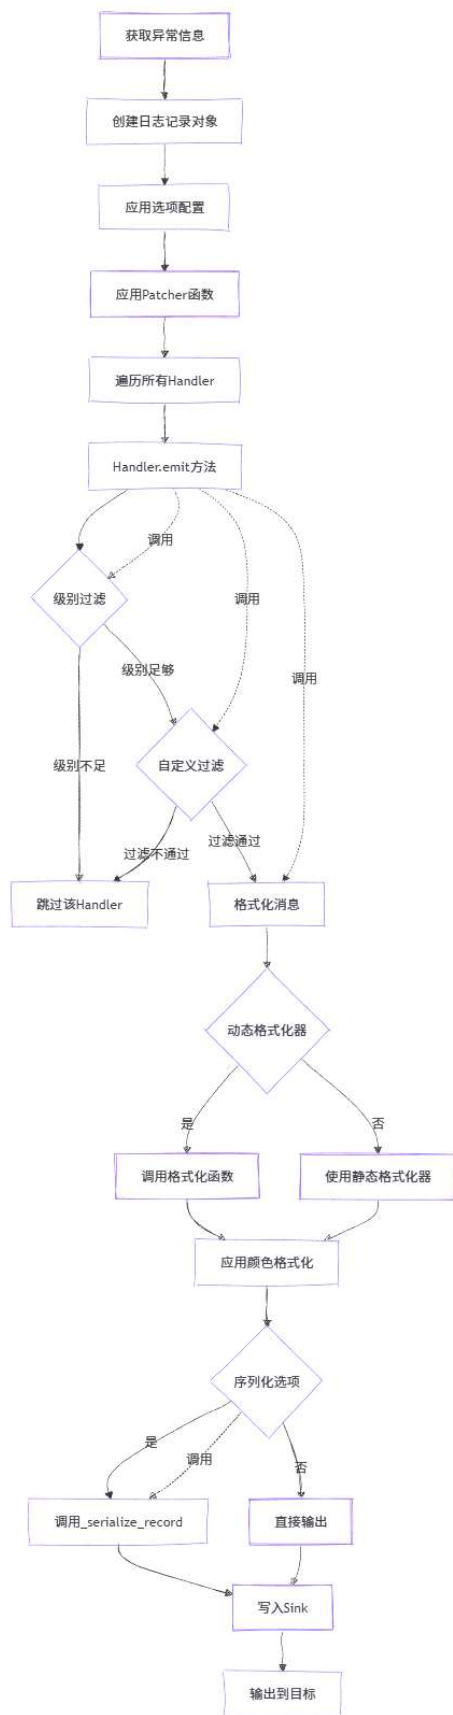 获取异常信息
创建日志记录对象
应用选项配置
应用Patcher函数
遍历所有Handler
Handler.emit方法
调用
级别过滤
调用
级别足够
调用
级别不足
自定义过滤
过滤不通过
过滤通过
跳过该Handler
格式化消息
动态格式化器
是
否
调用格式化函数
使用静态格式化器
应用颜色格式化
序列化选项
是
调用
否
调用_serialize_record
直接输出
写入Sink
输出到目标